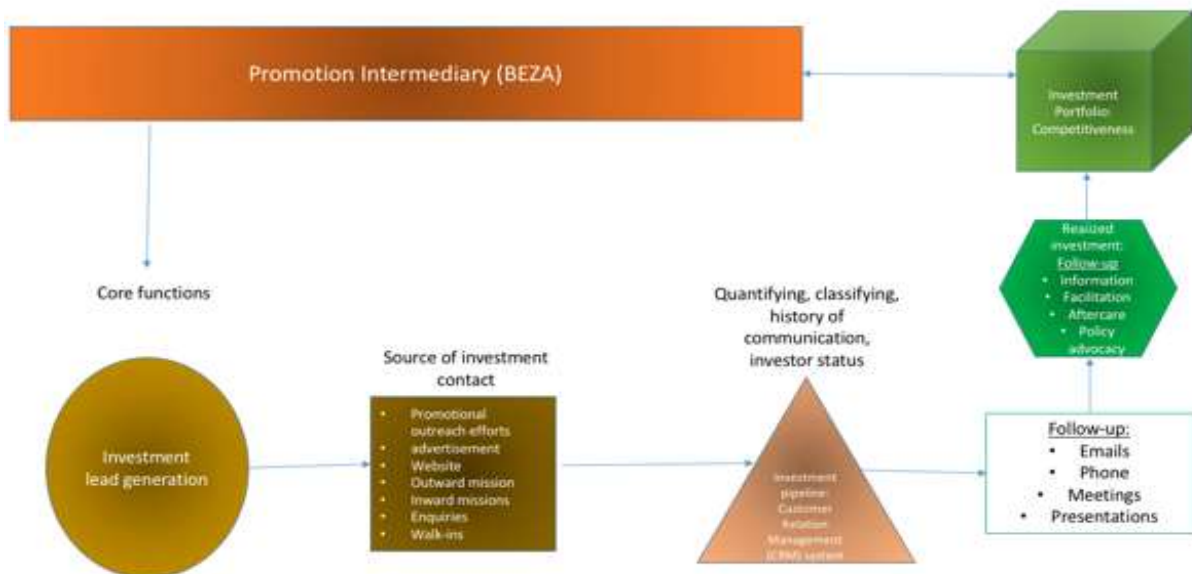 Promotion Intermediary (BEZA)
Investment
Portfolio:
Competitiveness
Realized
investment:
Follow-up
• Information
• Facilitation
• Aftercare
• Policy
advocacy
Core functions
Quantifying, classifying,
history of
communication,
investor status
Source of investment
contact
Investment
lead generation
• Promotional
outreach efforts
• advertisement
• Website
• Outward mission
• Inward missions
• Enquiries
• Walk-ins
Investment
pipeline:
Customer
Relation
Management
(CRM) system
Follow-up:
• Emails
• Phone
• Meetings
• Presentations